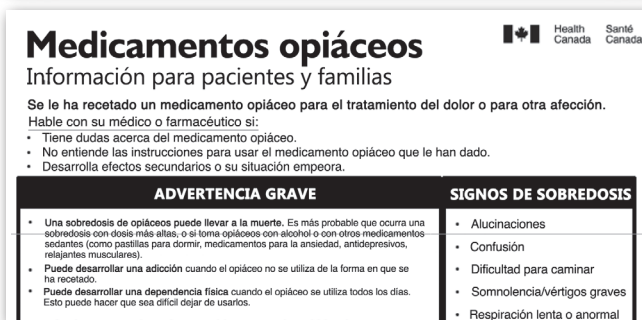 Medicamentos opiáceos
Health Canada
Santé Canada
Información para pacientes y familias
Se le ha recetado un medicamento opiáceo para el tratamiento del dolor o para otra afección.
Hable con su médico o farmacéutico si:
• Tiene dudas acerca del medicamento opiáceo.
• No entiende las instrucciones para usar el medicamento opiáceo que le han dado.
• Desarrolla efectos secundarios o su situación empeora.
ADVERTENCIA GRAVE
• Una sobredosis de opiáceos puede llevar a la muerte. Es más probable que ocurra una
sobredosis con dosis más altas, o si toma opiáceos con alcohol o con otros medicamentos
sedantes (como pastillas para dormir, medicamentos para la ansiedad, antidepresivos,
relajantes musculares).
• Puede desarrollar una adicción cuando el opiáceo no se utiliza de la forma en que se
ha recetado.
• Puede desarrollar una dependencia física cuando el opiáceo se utiliza todos los días.
Esto puede hacer que sea difícil dejar de usarlos.
SIGNOS DE SOBREDOSIS
• Alucinaciones
• Confusión
• Dificultad para caminar
• Somnolencia/vértigos graves
• Respiración lenta o anormal